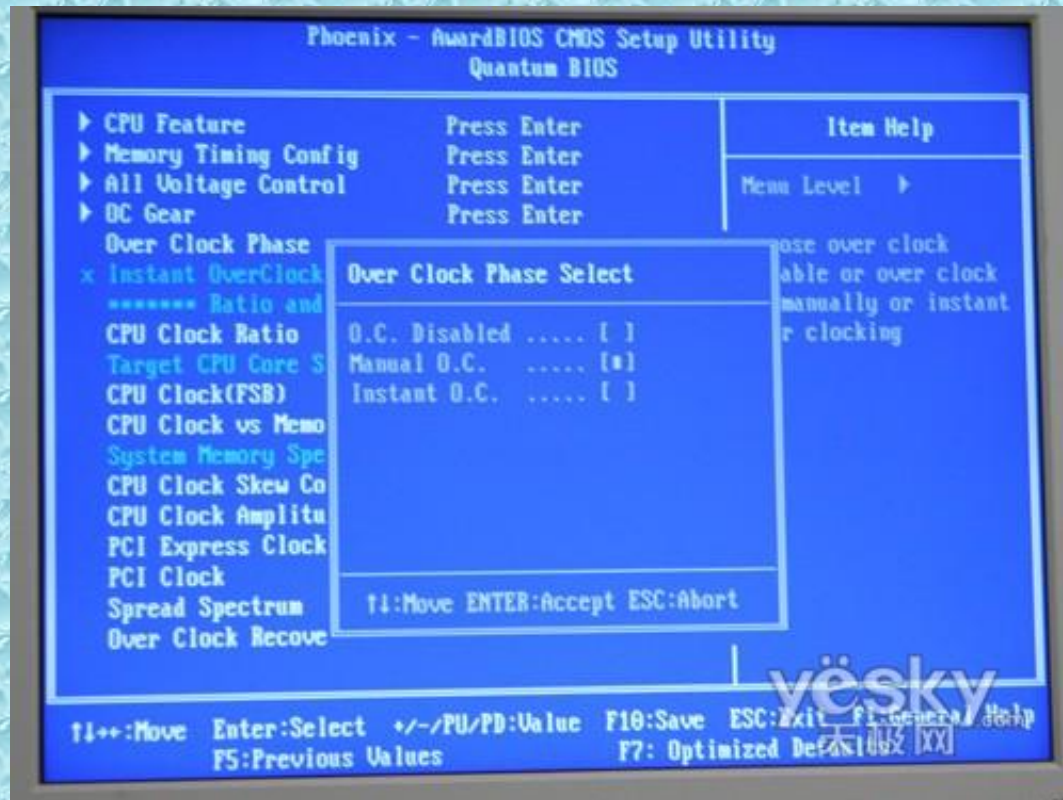 Phoenix - AwardBIOS CMOS Setup Utility
Quantum BIOS
CPU Feature Press Enter
Memory Timing Config Press Enter
All Voltage Control Press Enter
OC Gear Press Enter
Over Clock Phase
x Instant OverClock
******* Ratio and
CPU Clock Ratio
Target CPU Core S
CPU Clock(FSB)
CPU Clock vs Memo
System Memory Spe
CPU Clock Skew Co
CPU Clock Amplitu
PCI Express Clock
PCI Clock
Spread Spectrum
Over Clock Recove
Over Clock Phase Select
O.C. Disabled ..... [ ]
Manual O.C. ..... [■]
Instant O.C. ..... [ ]
↑↓:Move ENTER:Accept ESC:Abort
Item Help
Menu Level
ose over clock
able or over clock
manually or instant
r clocking
↑↓→←:Move Enter:Select +/-/PU/PD:Value F10:Save ESC:Exit F1:General Help
F5:Previous Values F7: Optimized Defaults
yësky
.com
天极网